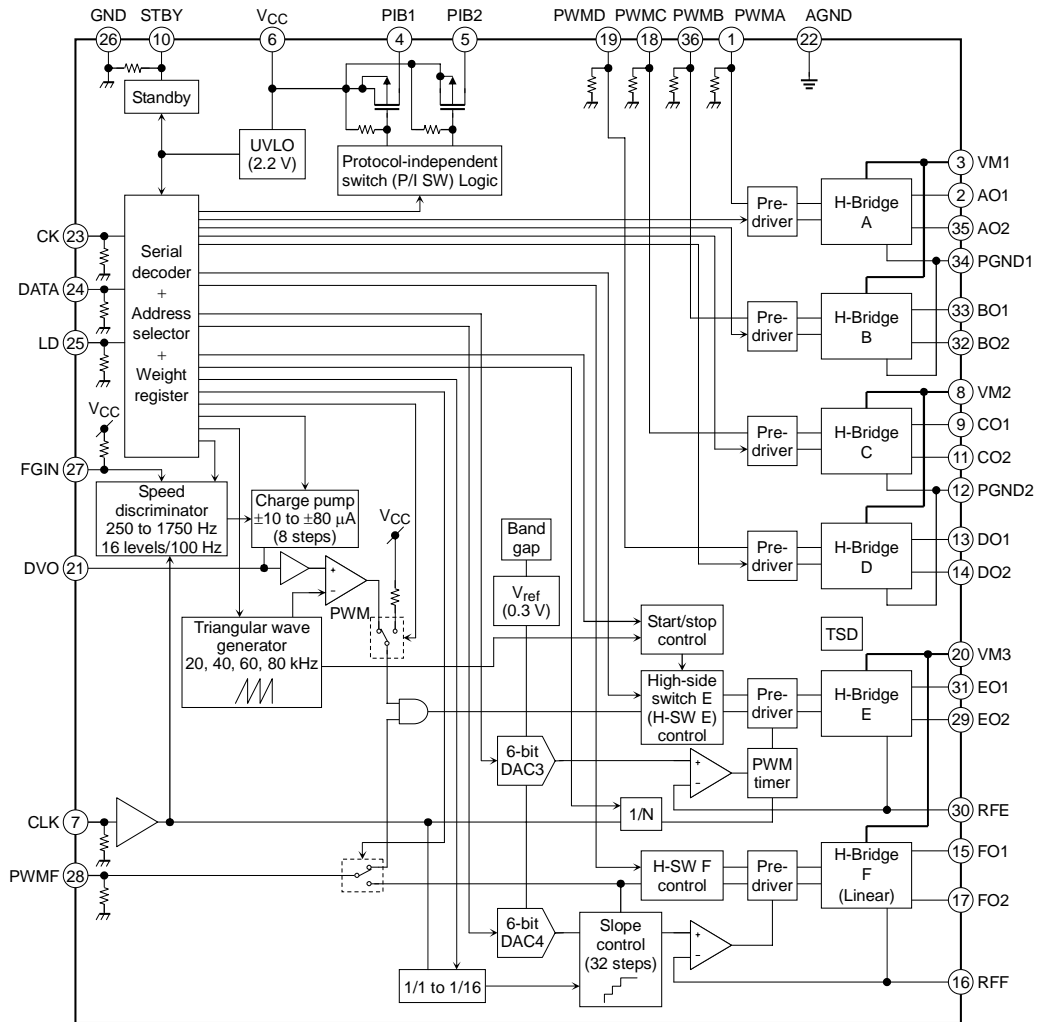 GND STBY VCC PIB1 PIB2 PWMD PWMC PWMB PWMA AGND
26 10 6 4 5 19 18 36 1 22
Standby
UVLO
(2.2 V)
Protocol-independent
switch (P/I SW) Logic
3 VM1
Pre-
driver
H-Bridge
A
2 AO1
35 AO2
34 PGND1
CK 23
DATA 24
LD 25
Serial
decoder
+
Address
selector
+
Weight
register
Pre-
driver
H-Bridge
B
33 BO1
32 BO2
8 VM2
Pre-
driver
H-Bridge
C
9 CO1
11 CO2
12 PGND2
VCC
FGIN 27
Speed
discriminator
250 to 1750 Hz
16 levels/100 Hz
Charge pump
±10 to ±80 μA
(8 steps)
VCC
Band
gap
Vref
(0.3 V)
Pre-
driver
H-Bridge
D
13 DO1
14 DO2
DVO 21
+
−
PWM
Triangular wave
generator
20, 40, 60, 80 kHz
Start/stop
control
TSD
20 VM3
High-side
switch E
(H-SW E)
control
Pre-
driver
H-Bridge
E
31 EO1
29 EO2
6-bit
DAC3
+
−
PWM
timer
1/N
30 RFE
CLK 7
PWMF 28
H-SW F
control
Pre-
driver
H-Bridge
F
(Linear)
15 FO1
17 FO2
6-bit
DAC4
Slope
control
(32 steps)
+
−
1/1 to 1/16
16 RFF